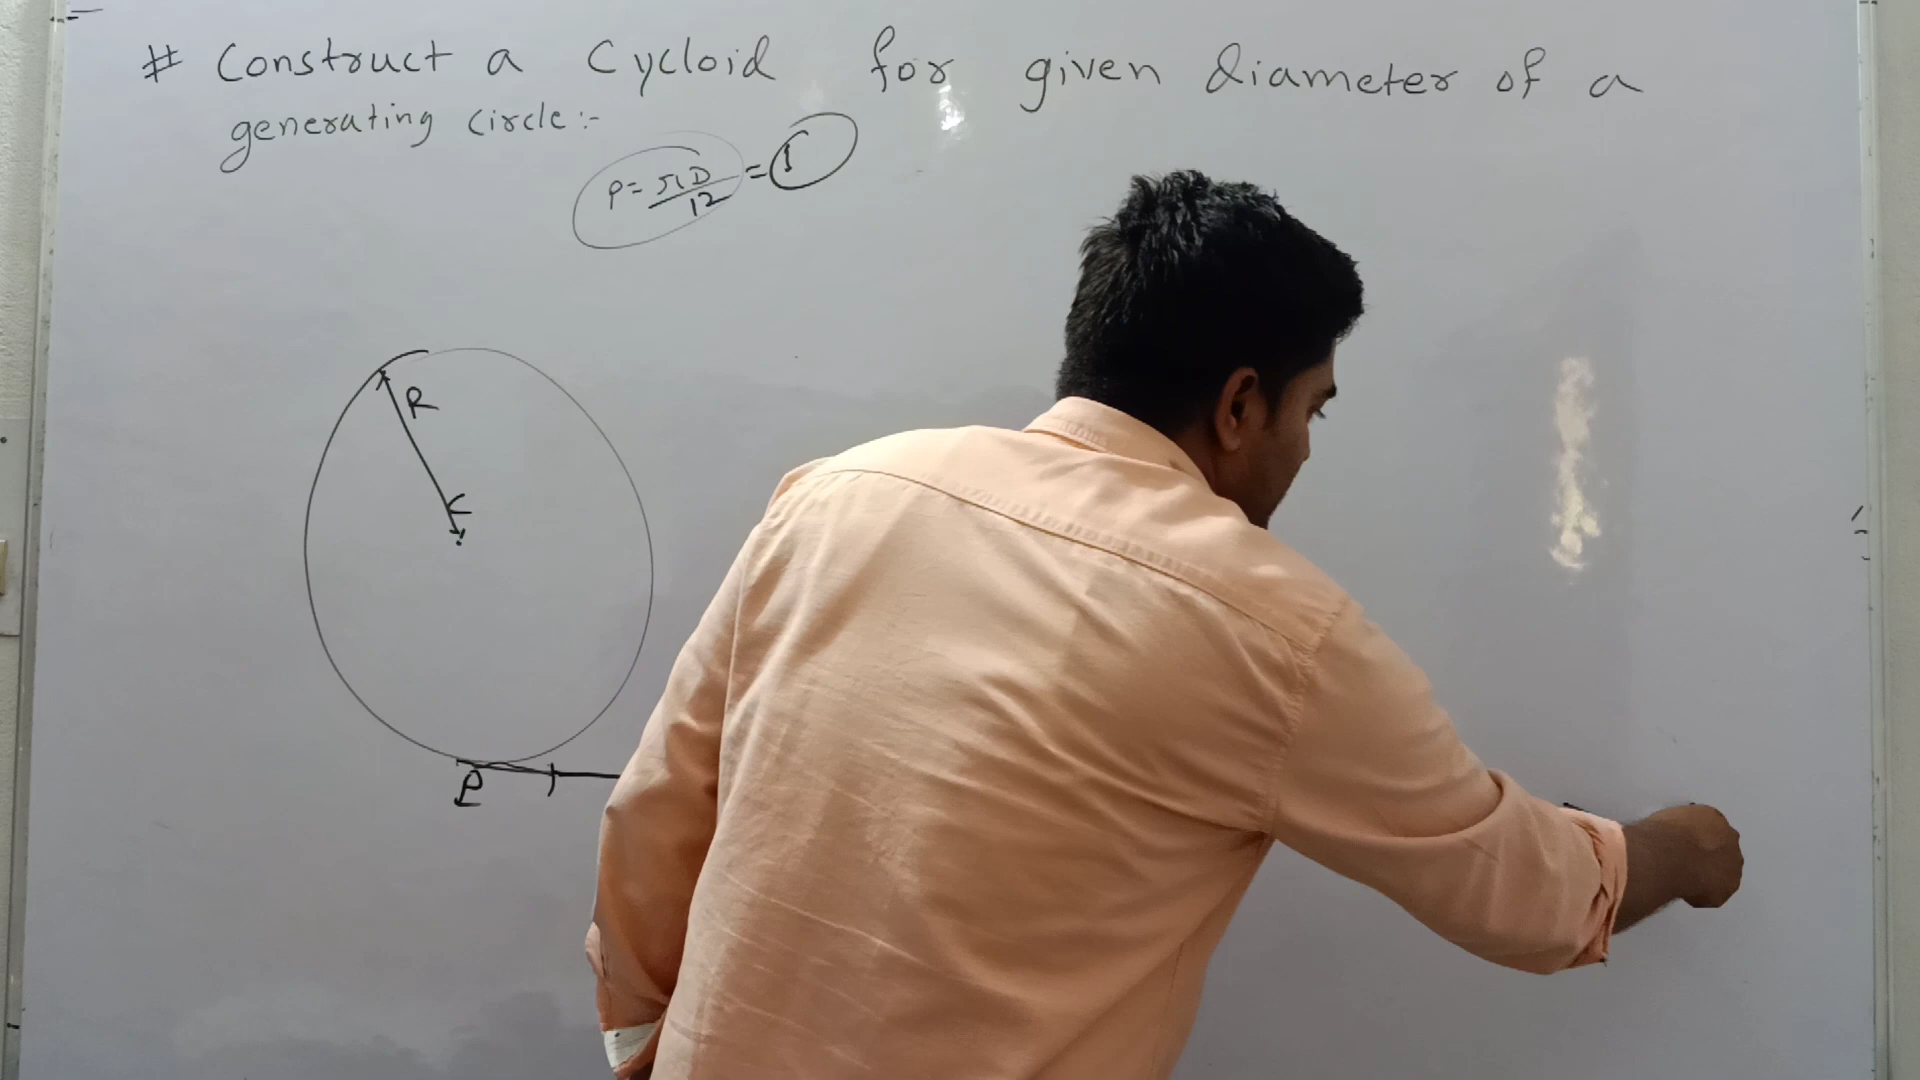 # Construct a Cycloid for given diameter of a
generating circle:-
P = πD/12 = 1
R
C
P